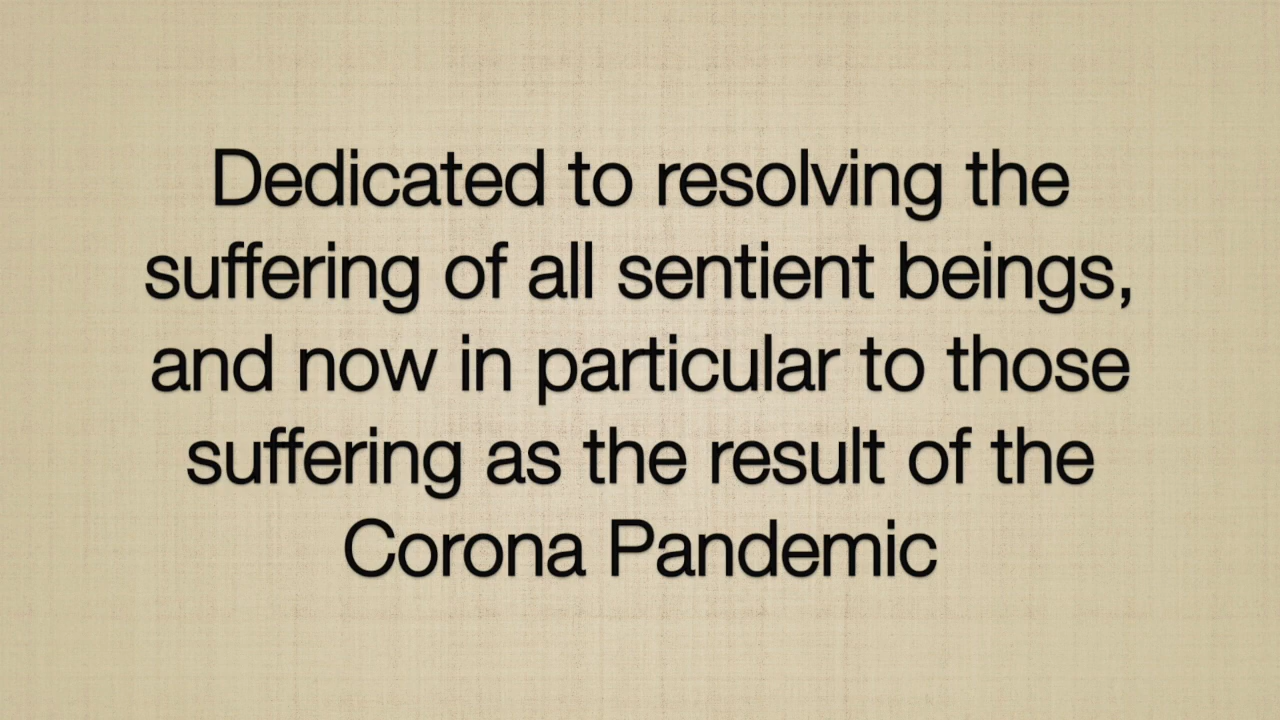 Dedicated to resolving the
suffering of all sentient beings,
and now in particular to those
suffering as the result of the
Corona Pandemic